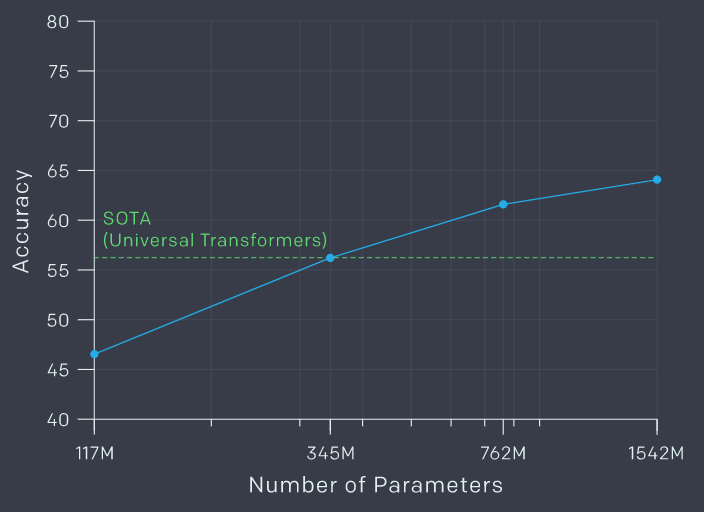 80
75
70
65
60
55
50
45
40
Accuracy
SOTA
(Universal Transformers)
117M 345M 762M 1542M
Number of Parameters